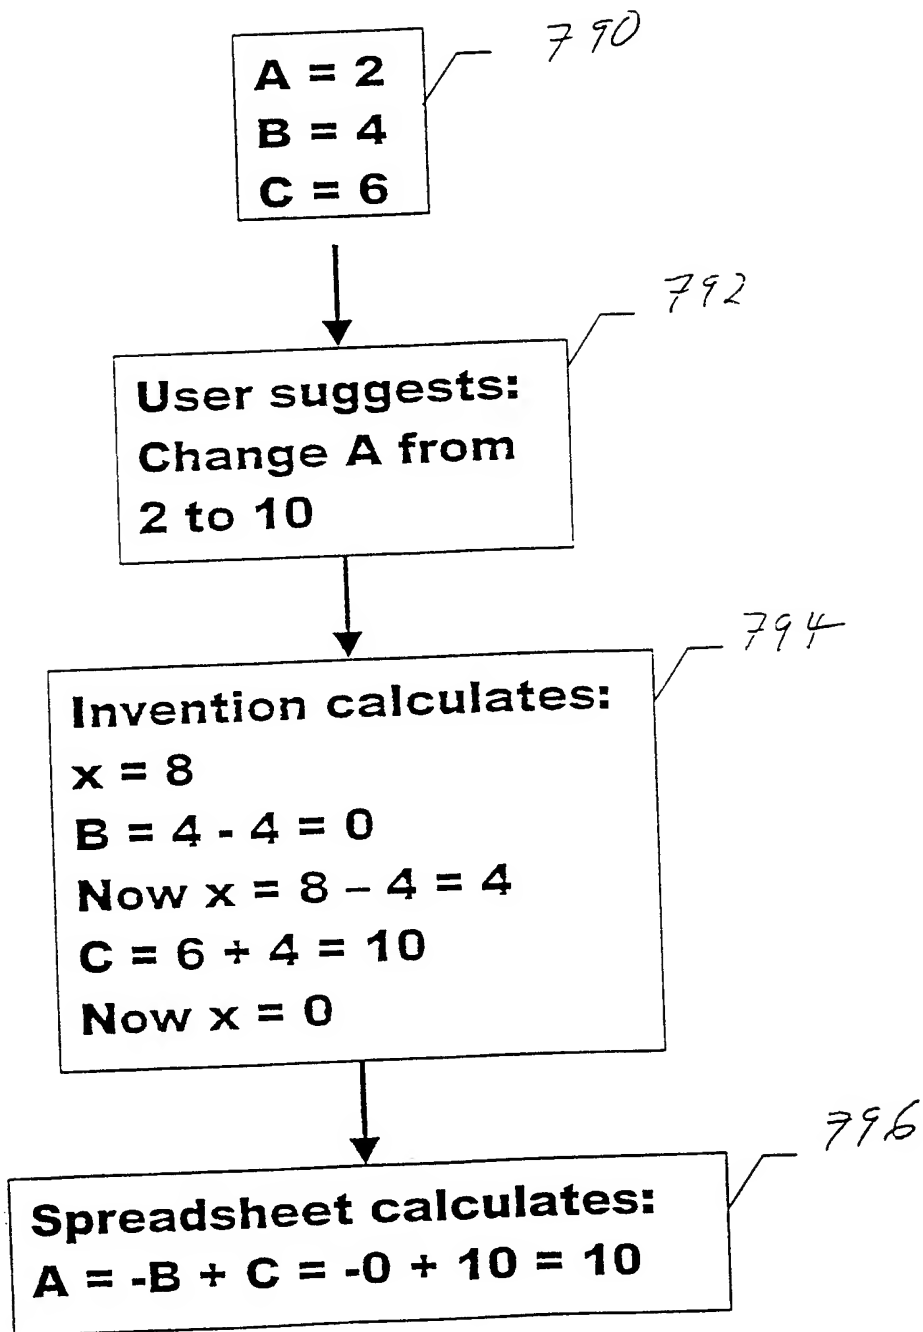 790
A = 2
B = 4
C = 6
792
User suggests:
Change A from
2 to 10
794
Invention calculates:
x = 8
B = 4 - 4 = 0
Now x = 8 – 4 = 4
C = 6 + 4 = 10
Now x = 0
796
Spreadsheet calculates:
A = -B + C = -0 + 10 = 10